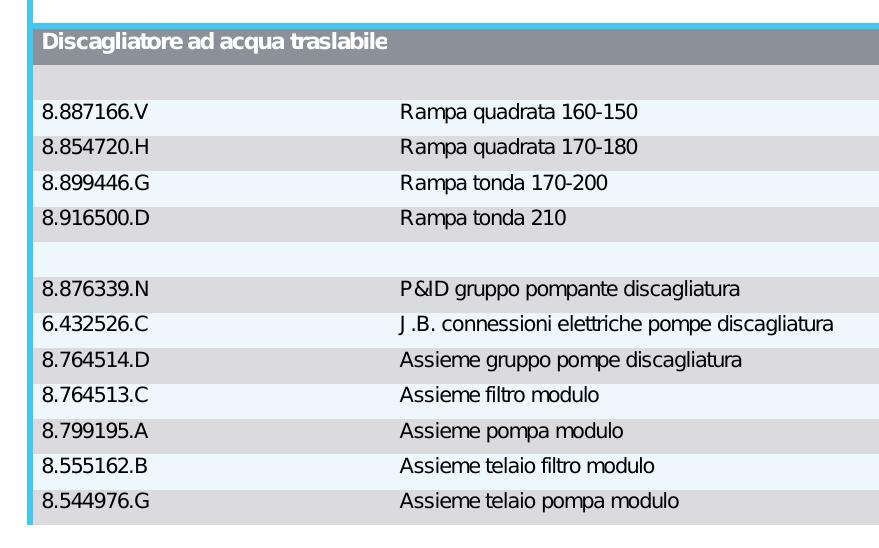 Discagliatore ad acqua traslabile
8.887166.V Rampa quadrata 160-150
8.854720.H Rampa quadrata 170-180
8.899446.G Rampa tonda 170-200
8.916500.D Rampa tonda 210
8.876339.N P&ID gruppo pompante discagliatura
6.432526.C J.B. connessioni elettriche pompe discagliatura
8.764514.D Assieme gruppo pompe discagliatura
8.764513.C Assieme filtro modulo
8.799195.A Assieme pompa modulo
8.555162.B Assieme telaio filtro modulo
8.544976.G Assieme telaio pompa modulo